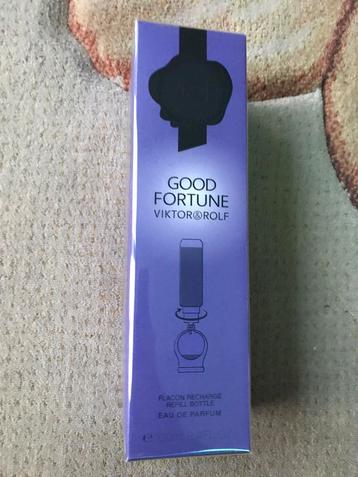 GOOD
FORTUNE
VIKTOR&ROLF
FLACON RECHARGE
REFILL BOTTLE
EAU DE PARFUM
e